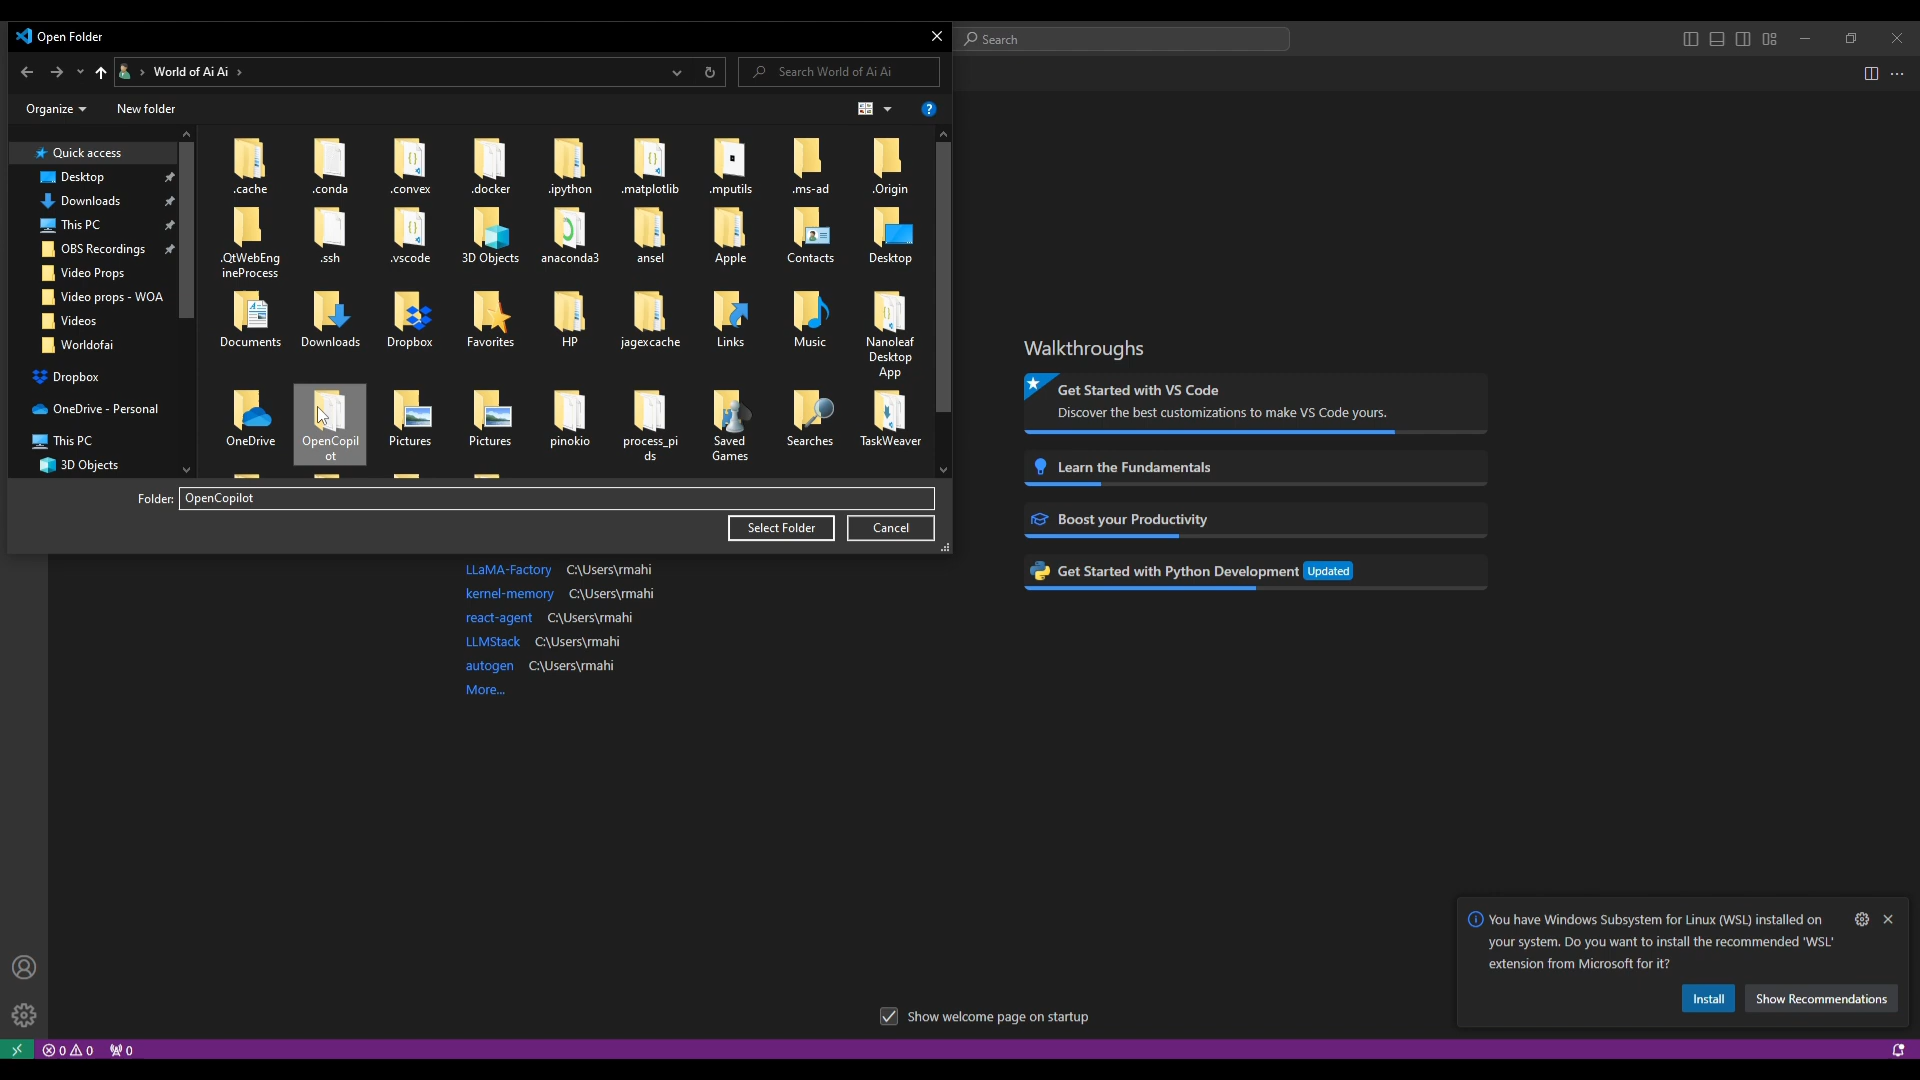 Open Folder
Search
World of Ai Ai
Search World of Ai Ai
Organize
New folder
?
Quick access
Desktop
Downloads
This PC
OBS Recordings
Video Props
Video props - WOA
Videos
Worldofai
Dropbox
OneDrive - Personal
This PC
3D Objects
.cache
.conda
.convex
.docker
.ipython
.matplotlib
.mputils
.ms-ad
.Origin
.QtWebEng
ineProcess
.ssh
.vscode
3D Objects
anaconda3
ansel
Apple
Contacts
Desktop
Documents
Downloads
Dropbox
Favorites
HP
jagexcache
Links
Music
Nanoleaf
Desktop
App
OneDrive
OpenCopil
ot
Pictures
Pictures
pinokio
process_pi
ds
Saved
Games
Searches
TaskWeaver
Folder: OpenCopilot
Select Folder
Cancel
LLaMA-Factory C:\Users\rmahi
kernel-memory C:\Users\rmahi
react-agent C:\Users\rmahi
LLMStack C:\Users\rmahi
autogen C:\Users\rmahi
More...
Walkthroughs
Get Started with VS Code
Discover the best customizations to make VS Code yours.
Learn the Fundamentals
Boost your Productivity
Get Started with Python Development Updated
You have Windows Subsystem for Linux (WSL) installed on
your system. Do you want to install the recommended 'WSL'
extension from Microsoft for it?
Install
Show Recommendations
Show welcome page on startup
0 0 0